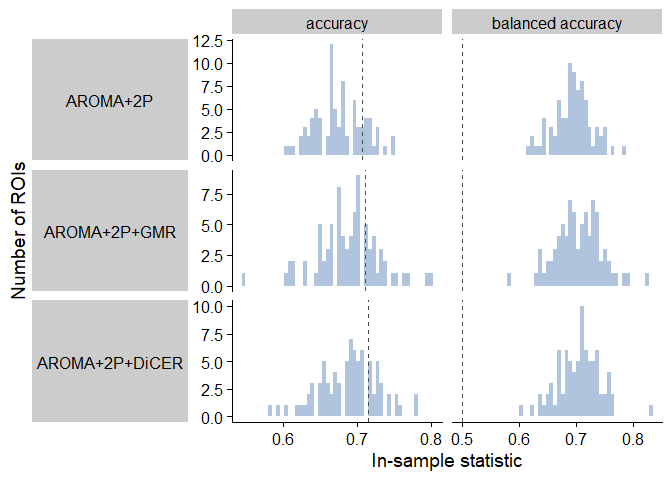 accuracy balanced accuracy
AROMA+2P
12.5
10.0
7.5
5.0
2.5
0.0
AROMA+2P+GMR
7.5
5.0
2.5
0.0
AROMA+2P+DiCER
10.0
7.5
5.0
2.5
0.0
Number of ROIs
0.6 0.7 0.8 0.5 0.6 0.7 0.8
In-sample statistic